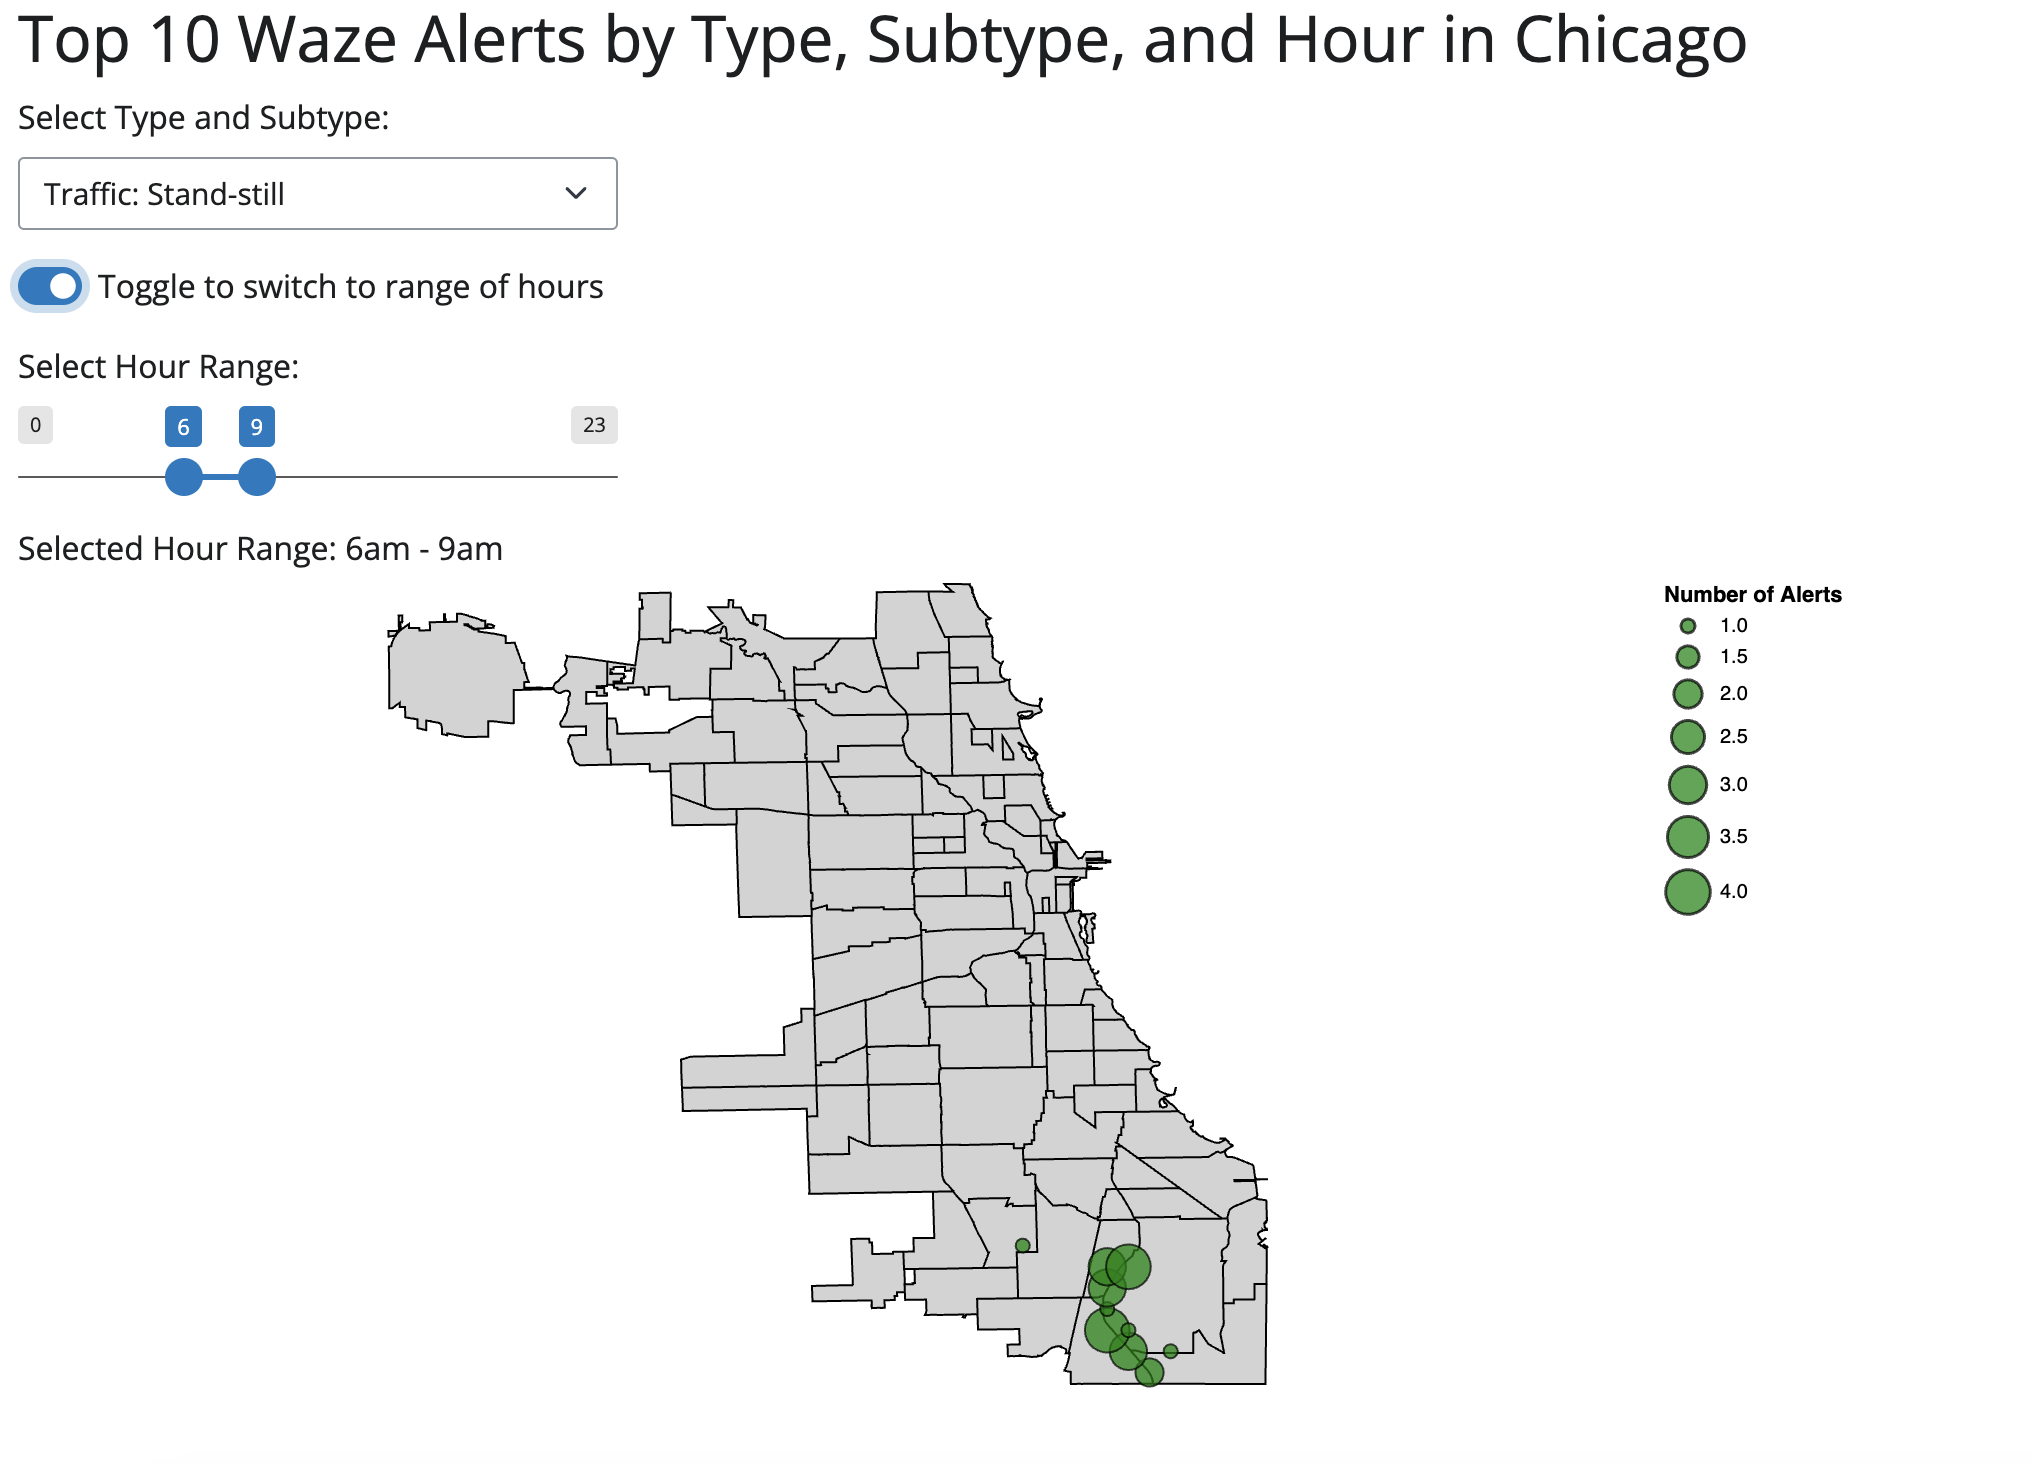 Top 10 Waze Alerts by Type, Subtype, and Hour in Chicago
Select Type and Subtype:
Traffic: Stand-still
Toggle to switch to range of hours
Select Hour Range:
0 6 9 23
Selected Hour Range: 6am - 9am
Number of Alerts
1.0
1.5
2.0
2.5
3.0
3.5
4.0